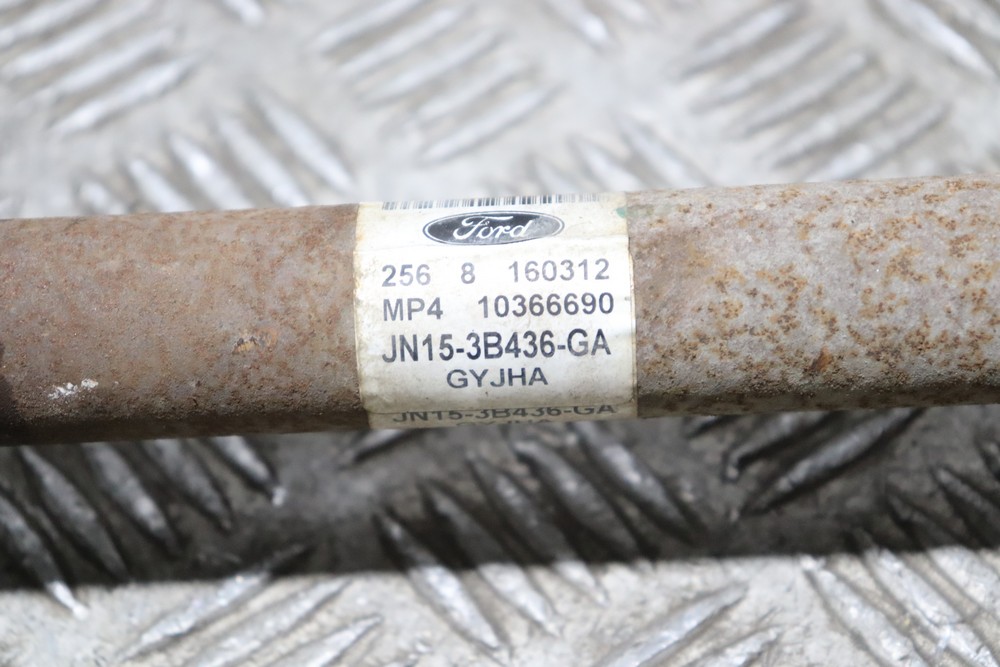 Ford
256 8 160312
MP4 10366690
JN15-3B436-GA
GYJHA
JN15-3B436-GA